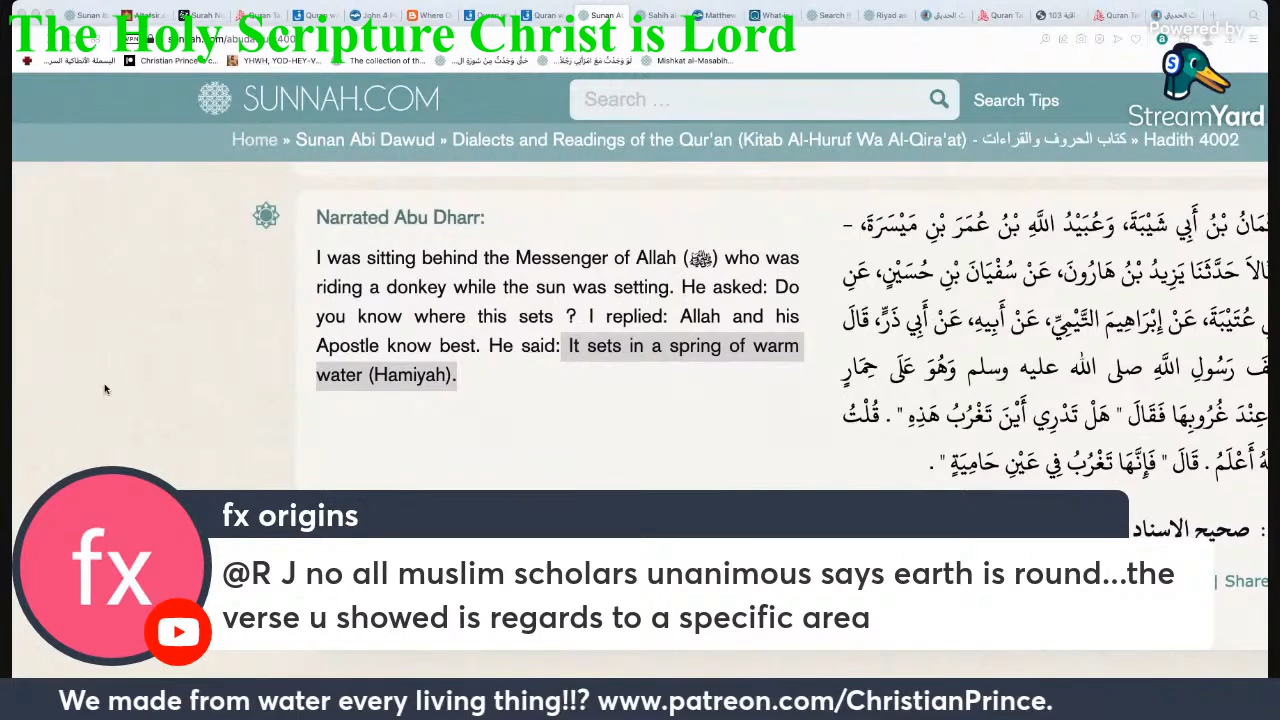 The Holy Scripture Christ is Lord
Powered by
StreamYard
SUNNAH.COM
Search ...
Search Tips
Home » Sunan Abi Dawud » Dialects and Readings of the Qur'an (Kitab Al-Huruf Wa Al-Qira'at) - كتاب الحروف والقراءات » Hadith 4002
Narrated Abu Dharr:
I was sitting behind the Messenger of Allah (ﷺ) who was
riding a donkey while the sun was setting. He asked: Do
you know where this sets ? I replied: Allah and his
Apostle know best. He said: It sets in a spring of warm
water (Hamiyah).
بْنُ أَبِي شَيْبَةَ، وَعُبَيْدُ اللَّهِ بْنُ عُمَرَ بْنِ مَيْسَرَةَ، -
حَدَّثَنَا يَزِيدُ بْنُ هَارُونَ، عَنْ سُفْيَانَ بْنِ حُسَيْنٍ، عَنِ
عُتَيْبَةَ، عَنْ إِبْرَاهِيمَ التَّيْمِيِّ، عَنْ أَبِيهِ، عَنْ أَبِي ذَرٍّ، قَالَ
رَسُولِ اللَّهِ صلى الله عليه وسلم وَهُوَ عَلَى حِمَارٍ
عِنْدَ غُرُوبِهَا فَقَالَ " هَلْ تَدْرِي أَيْنَ تَغْرُبُ هَذِهِ " . قُلْتُ
أَعْلَمُ . قَالَ " فَإِنَّهَا تَغْرُبُ فِي عَيْنِ حَامِيَةٍ " .
: صحيح الاسناد
| Share
fx
fx origins
@R J no all muslim scholars unanimous says earth is round...the
verse u showed is regards to a specific area
We made from water every living thing!!? www.patreon.com/ChristianPrince.